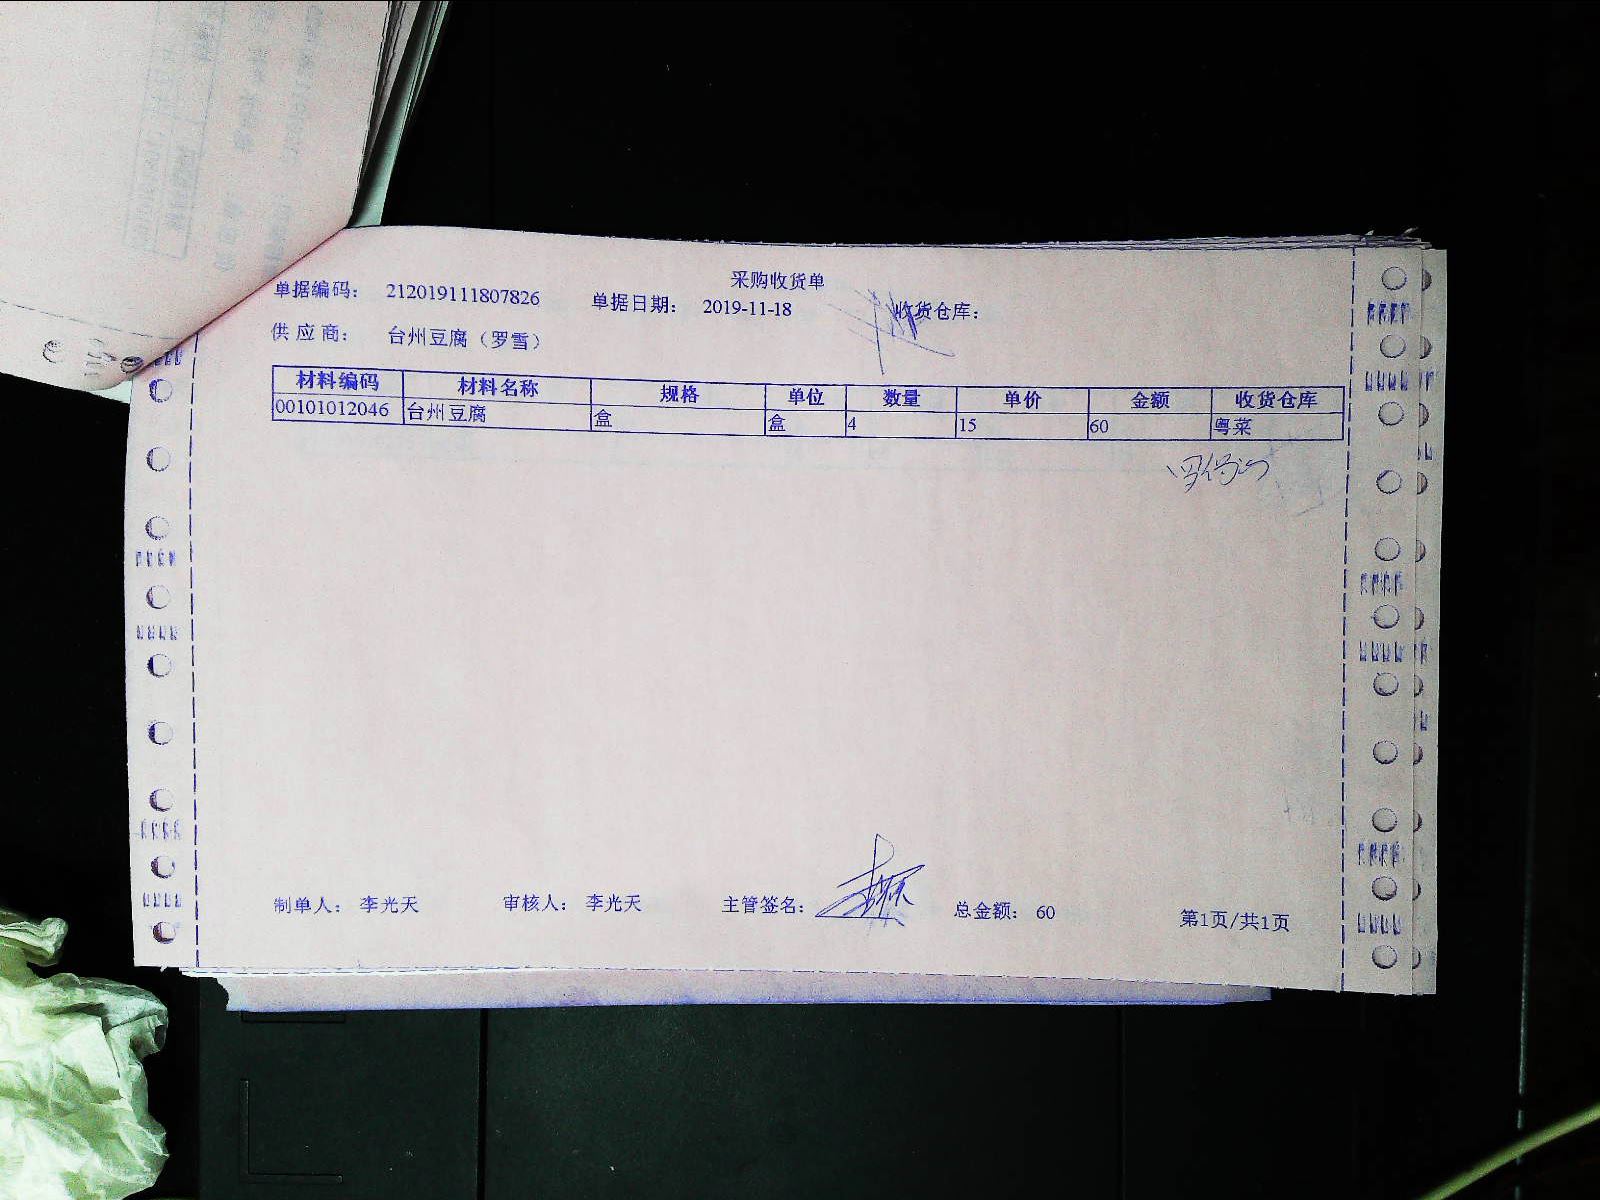 采购收货单
单据编码： 212019111807826 单据日期： 2019-11-18 收货仓库：
供 应 商： 台州豆腐（罗雪）
材料编码 材料名称 规格 单位 数量 单价 金额 收货仓库
00101012046 台州豆腐 盒 盒 4 15 60 粤菜
制单人： 李光天 审核人： 李光天 主管签名： 总金额： 60 第1页/共1页